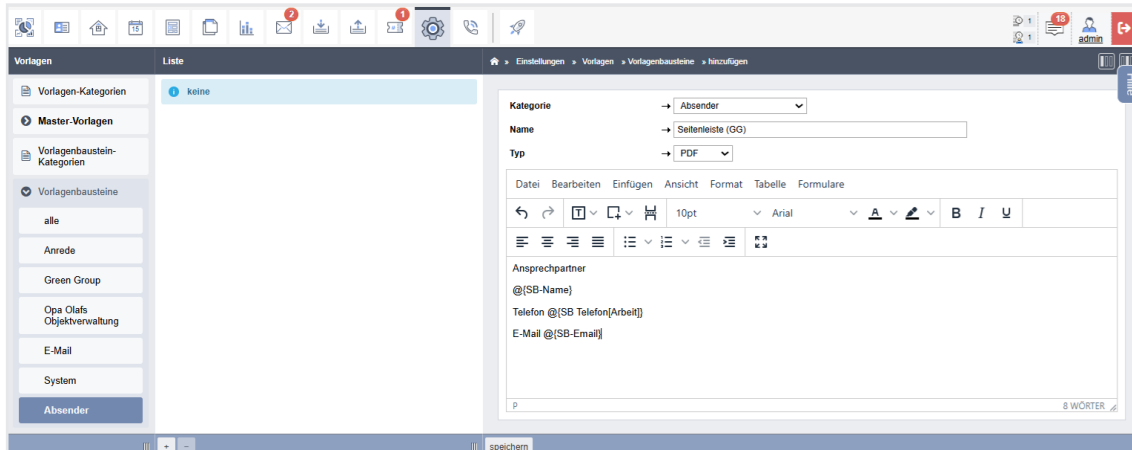 2
1
15
1
1
18
admin
Vorlagen
Liste
» Einstellungen » Vorlagen » Vorlagenbausteine » hinzufügen
Hilfe
Vorlagen-Kategorien
Master-Vorlagen
Vorlagenbaustein-
Kategorien
Vorlagenbausteine
alle
Anrede
Green Group
Opa Olafs
Objektverwaltung
E-Mail
System
Absender
keine
Kategorie → Absender
Name → Seitenleiste (GG)
Typ → PDF
Datei Bearbeiten Einfügen Ansicht Format Tabelle Formulare
10pt Arial A B I U
Ansprechpartner
@{SB-Name}
Telefon @{SB Telefon[Arbeit]}
E-Mail @{SB-Email}
P 8 WÖRTER
+ −
speichern